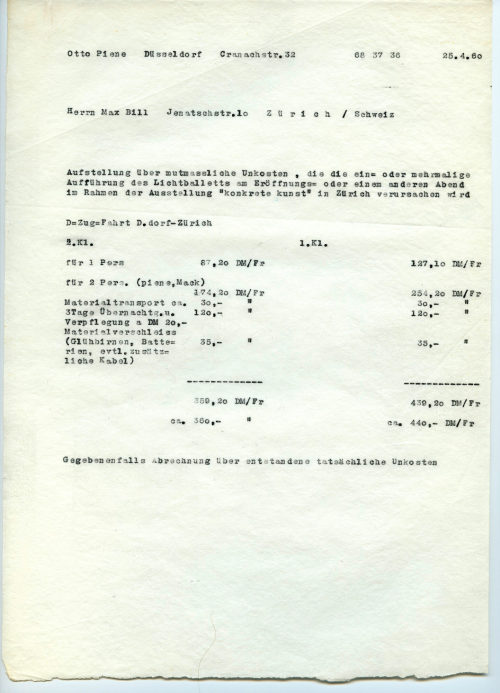 Otto Piene Düsseldorf Cranachstr.32 68 37 36 25.4.60
Herrn Max Bill Jenatschstr.10 Z ü r i c h / Schweiz
Aufstellung über mutmassliche Unkosten , die die ein= oder mehrmalige
Aufführung des Lichtballetts am Eröffnungs= oder einem anderen Abend
im Rahmen der Ausstellung "konkrete kunst" in Zürich verursachen wird
D=Zug=Fahrt D.dorf-Zürich
2.Kl. 1.Kl.
für 1 Pers 87,20 DM/Fr 127,10 DM/Fr
für 2 Pers. (piene,Mack)
174,20 DM/Fr 254,20 DM/Fr
Materialtransport ca. 30,- " 30,- "
3Tage Übernachtg.u. 120,- " 120,- "
Verpflegung a DM 20,-
Materialverschleiss
(Glühbirnen, Batte= 35,- " 35,- "
rien, evtl.zusätz=
liche Kabel)
------------- -------------
359,20 DM/Fr 439,20 DM/Fr
ca. 360,- " ca. 440,- DM/Fr
Gegebenenfalls Abrechnung über entstandene tatsächliche Unkosten